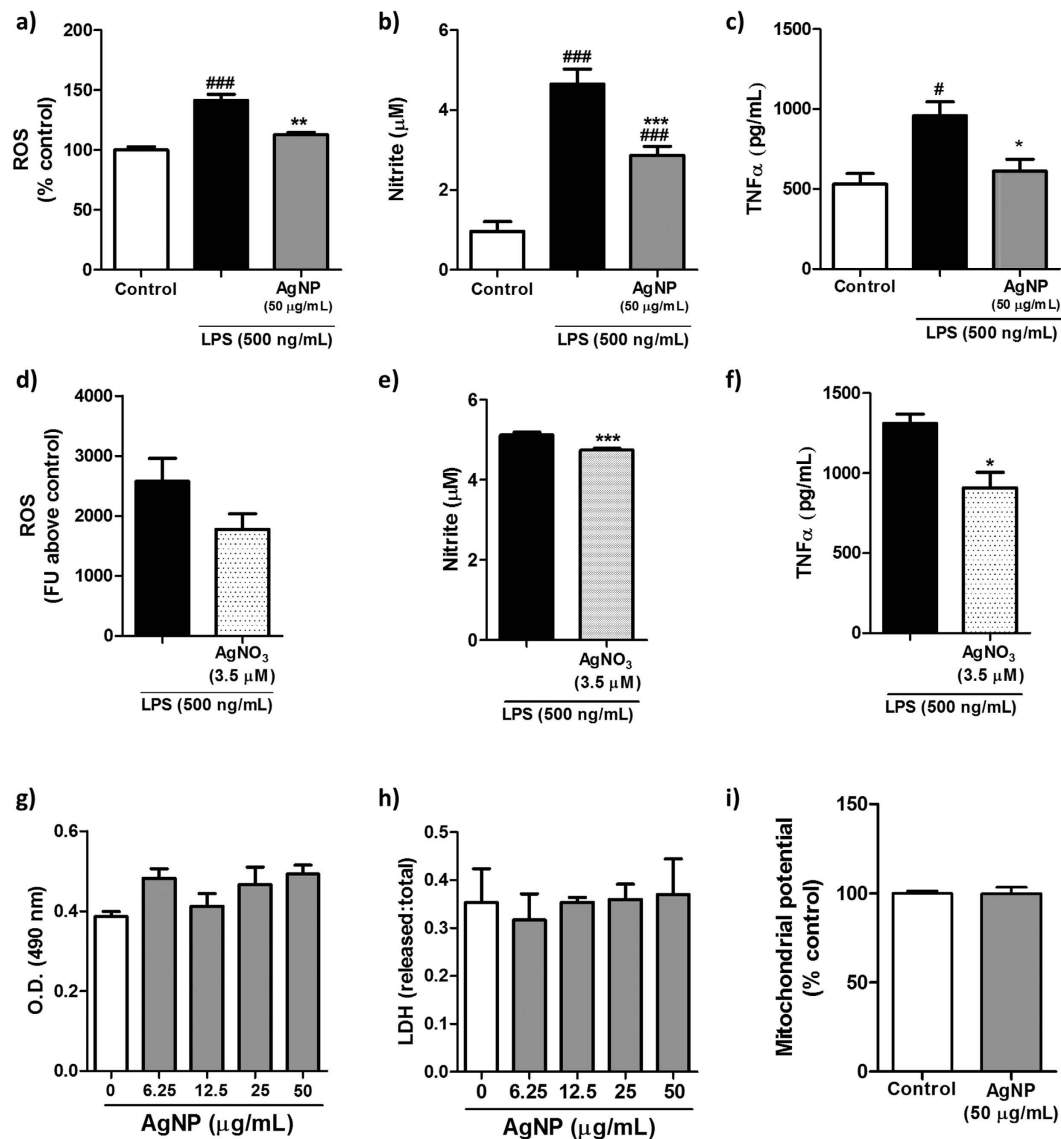 a)
200
150
100
50
0
ROS
(% control)
###
**
Control
AgNP
(50 μg/mL)
LPS (500 ng/mL)
b)
6
4
2
0
Nitrite (μM)
###
***
###
Control
AgNP
(50 μg/mL)
LPS (500 ng/mL)
c)
1500
1000
500
0
TNFα (pg/mL)
#
*
Control
AgNP
(50 μg/mL)
LPS (500 ng/mL)
d)
4000
3000
2000
1000
0
ROS
(FU above control)
AgNO₃
(3.5 μM)
LPS (500 ng/mL)
e)
6
4
2
0
Nitrite (μM)
***
AgNO₃
(3.5 μM)
LPS (500 ng/mL)
f)
1500
1000
500
0
TNFα (pg/mL)
*
AgNO₃
(3.5 μM)
LPS (500 ng/mL)
g)
0.6
0.4
0.2
0.0
O.D. (490 nm)
0 6.25 12.5 25 50
AgNP (μg/mL)
h)
0.5
0.4
0.3
0.2
0.1
0.0
LDH (released:total)
0 6.25 12.5 25 50
AgNP (μg/mL)
i)
150
100
50
0
Mitochondrial potential
(% control)
Control
AgNP
(50 μg/mL)